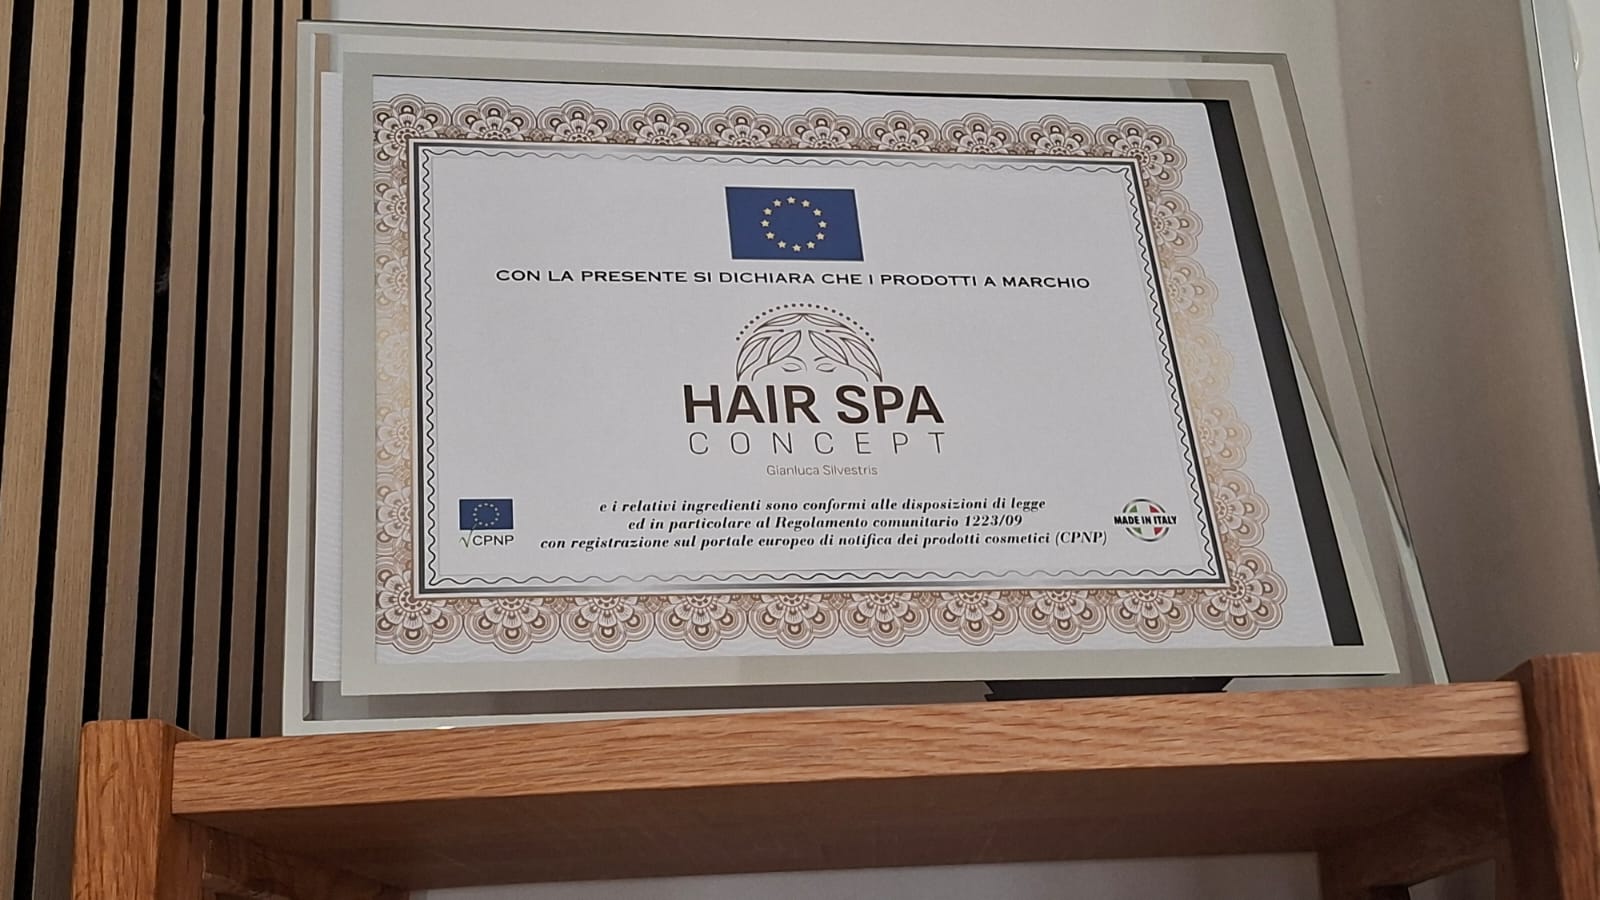 CON LA PRESENTE SI DICHIARA CHE I PRODOTTI A MARCHIO
HAIR SPA
CONCEPT
Gianluca Silvestris
e i relativi ingredienti sono conformi alle disposizioni di legge
ed in particolare al Regolamento comunitario 1223/09
con registrazione sul portale europeo di notifica dei prodotti cosmetici (CPNP)
√CPNP
MADE IN ITALY